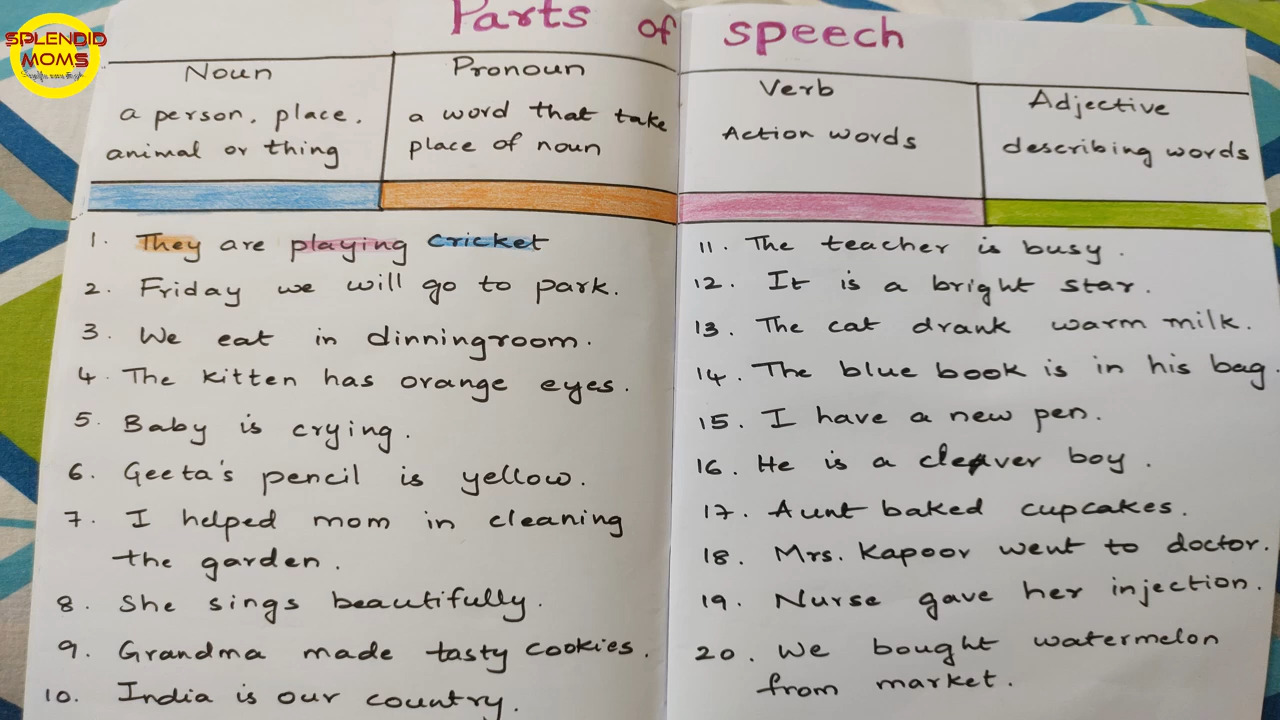 SPLENDID
MOMS
Parts of speech
Noun
a person, place,
animal or thing
Pronoun
a word that take
place of noun
Verb
Action words
Adjective
describing words
1. They are playing cricket
2. Friday we will go to park.
3. We eat in dinningroom.
4. The kitten has orange eyes.
5. Baby is crying.
6. Geeta's pencil is yellow.
7. I helped mom in cleaning
the garden.
8. She sings beautifully.
9. Grandma made tasty cookies.
10. India is our country.
11. The teacher is busy.
12. It is a bright star.
13. The cat drank warm milk.
14. The blue book is in his bag.
15. I have a new pen.
16. He is a clever boy.
17. Aunt baked cupcakes.
18. Mrs. Kapoor went to doctor.
19. Nurse gave her injection.
20. We bought watermelon
from market.